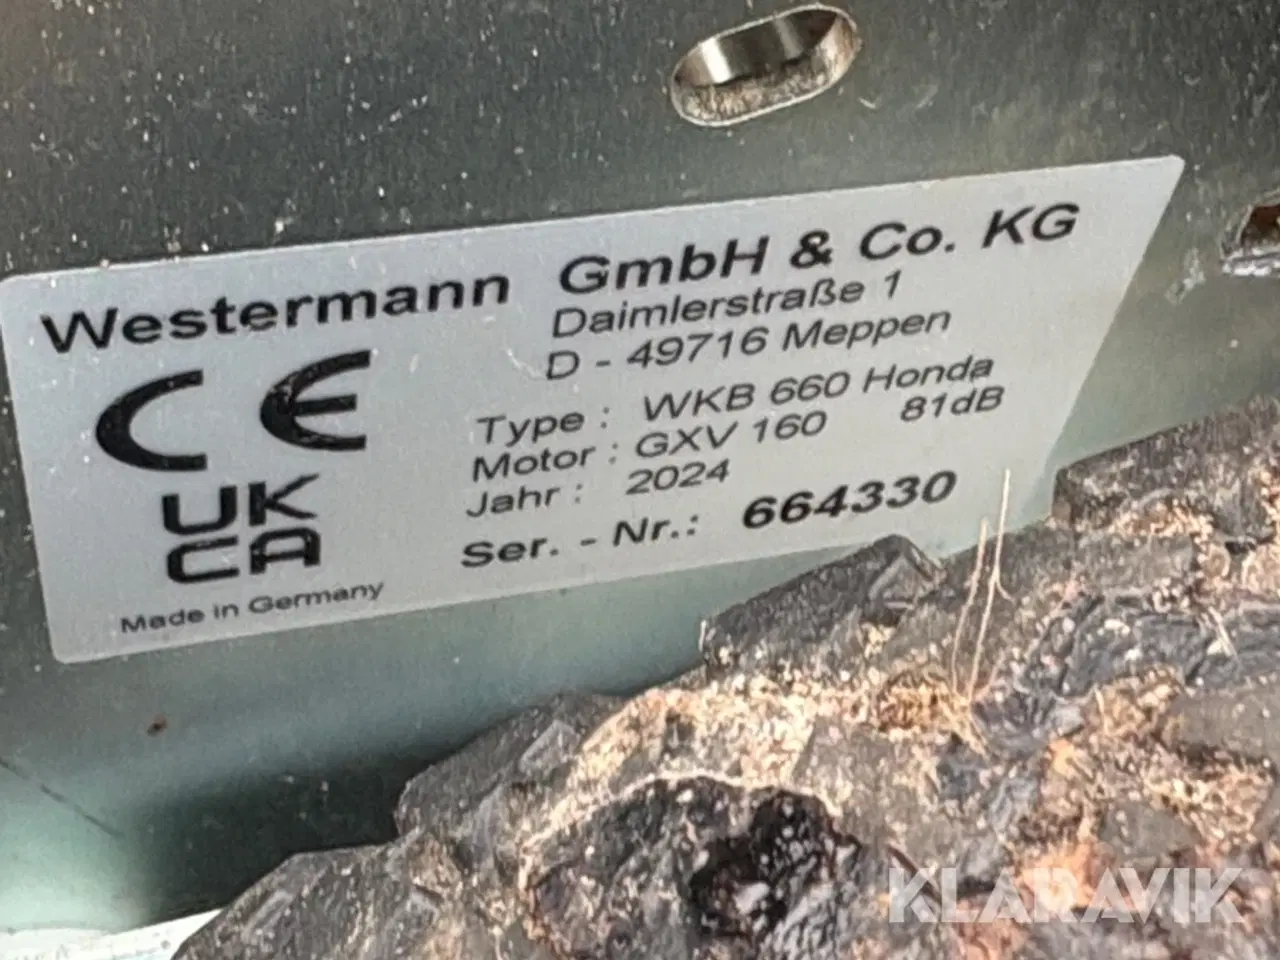 Westermann GmbH & Co. KG
Daimlerstraße 1
D - 49716 Meppen
CE
Type : WKB 660 Honda
Motor : GXV 160 81dB
Jahr : 2024
UK
CA
Ser. - Nr.: 664330
Made in Germany
KLARAVIK